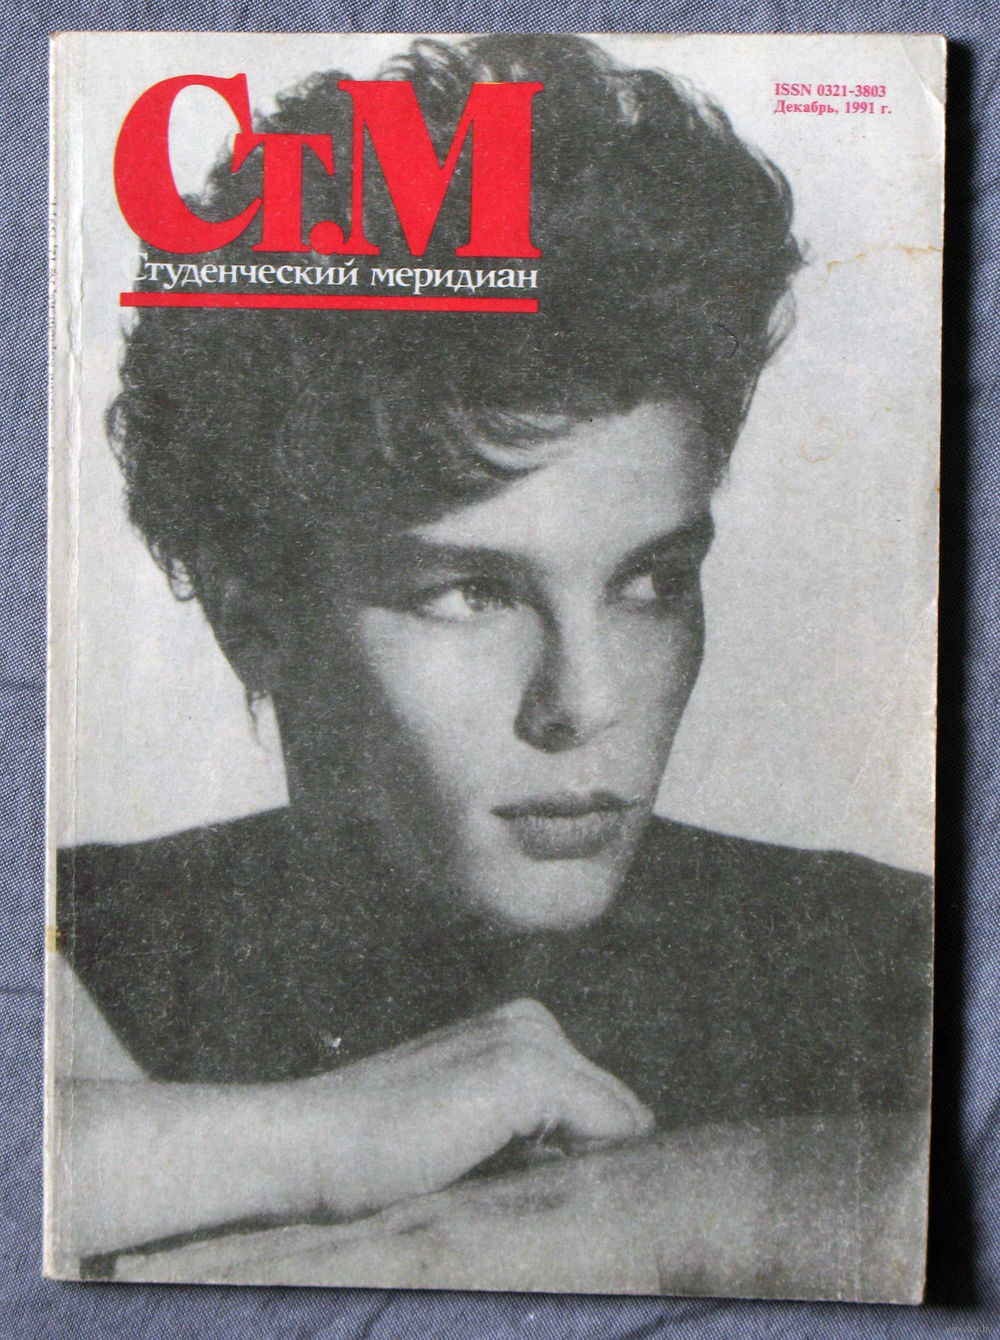 Ст.М
Студенческий меридиан
ISSN 0321-3803
Декабрь, 1991 г.